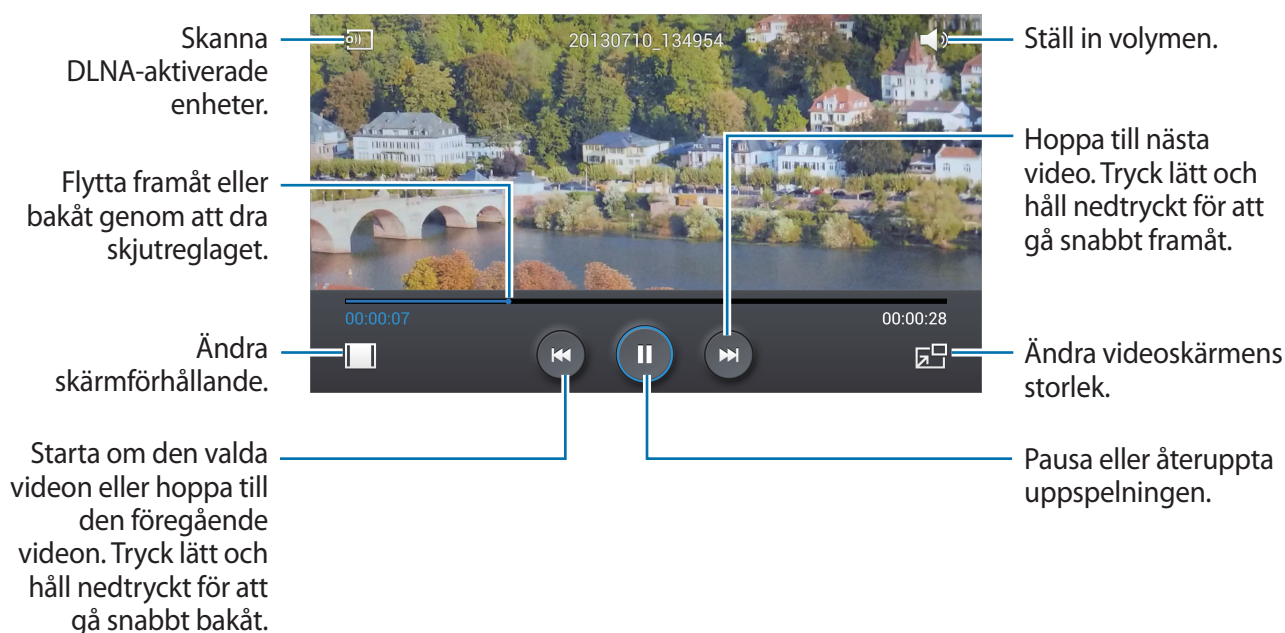 Skanna
DLNA-aktiverade
enheter.
20130710_134954
Ställ in volymen.
Flytta framåt eller
bakåt genom att dra
skjutreglaget.
Hoppa till nästa
video. Tryck lätt och
håll nedtryckt för att
gå snabbt framåt.
00:00:07
00:00:28
Ändra
skärmförhållande.
Ändra videoskärmens
storlek.
Starta om den valda
videon eller hoppa till
den föregående
videon. Tryck lätt och
håll nedtryckt för att
gå snabbt bakåt.
Pausa eller återuppta
uppspelningen.